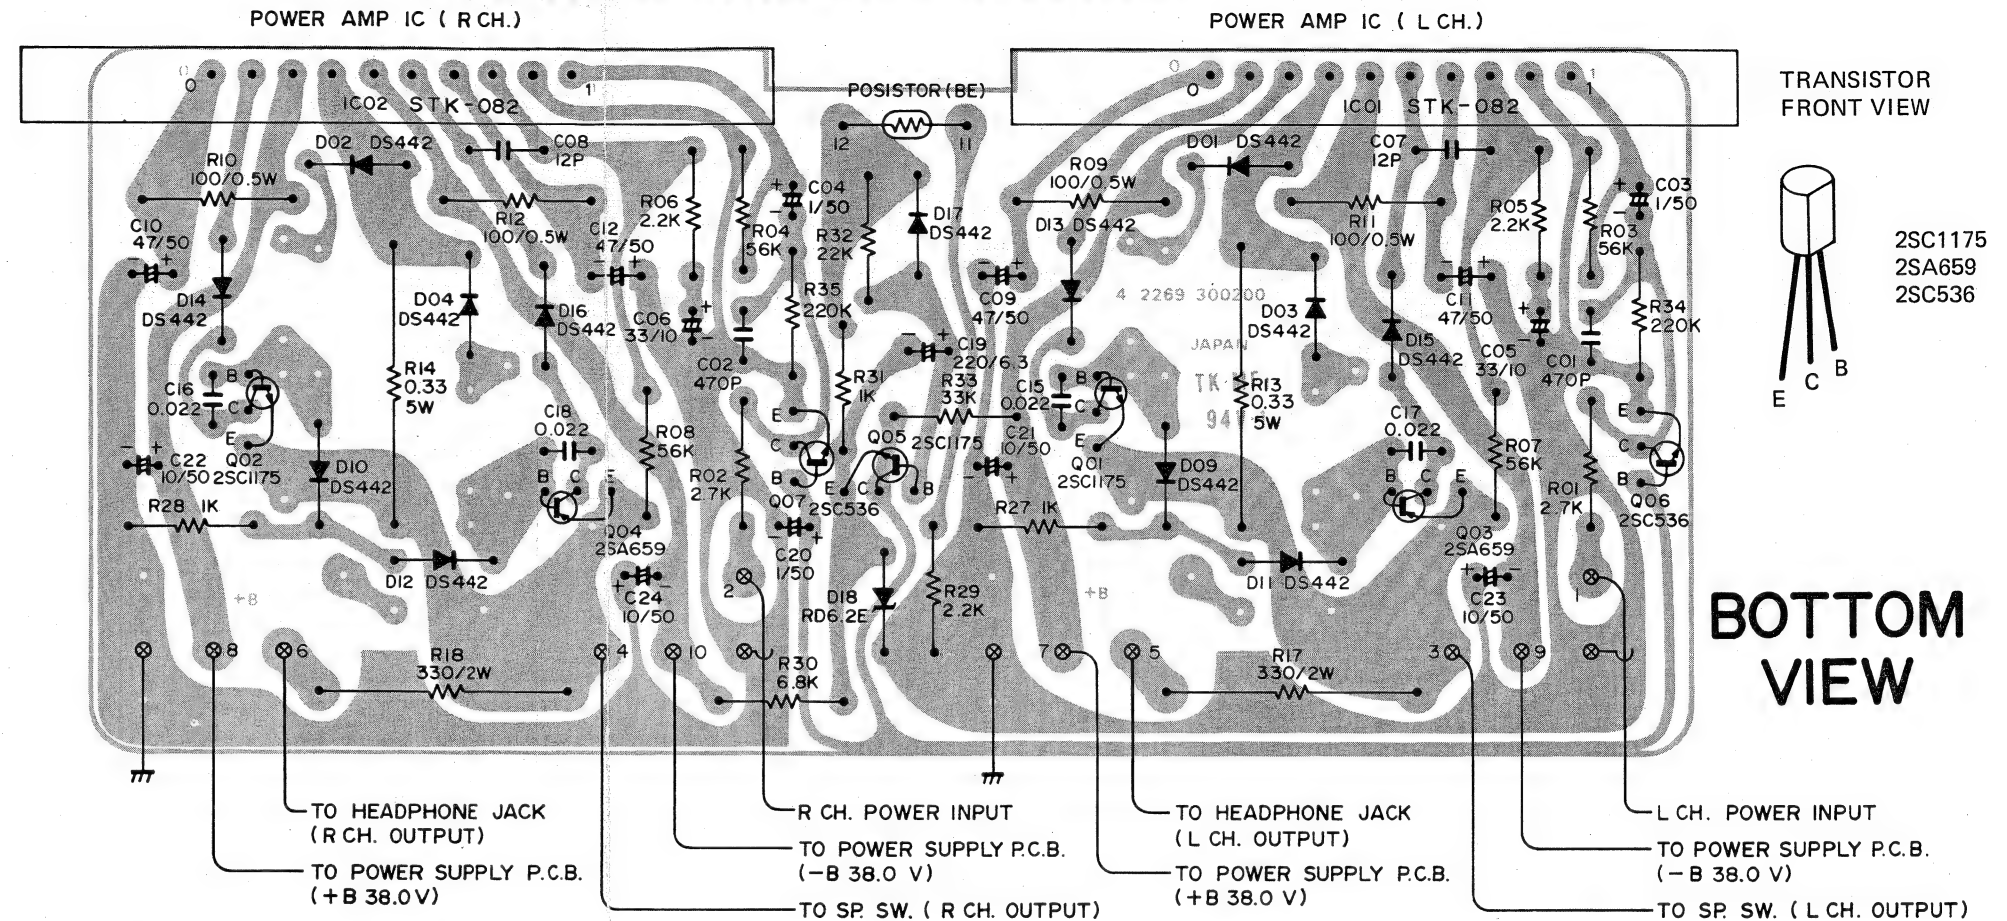 POWER AMP IC ( R CH.)
POWER AMP IC ( L CH.)
TRANSISTOR
FRONT VIEW
0
0
1
IC02 STK-082
POSISTOR (BE)
12
11
0
0
1
1
IC01 STK-082
D02 DS442
C08
12P
R10
100/0.5W
R12
100/0.5W
C10
47/50
- +
D14
DS442
R06
2.2K
R04
56K
+
-
C04
1/50
C12
47/50
- +
R32
22K
D17
DS442
R35
220K
D04
DS442
D16
DS442
C06
33/10
+
-
C02
470P
C19
220/6.3
- +
R31
1K
R33
33K
R14
0.33
5W
C16
0.022
B
C
E
Q02
2SC1175
C22
10/50
- +
D10
DS442
R28 1K
C18
0.022
B C E
Q04
2SA659
R08
56K
R02
2.7K
E
C
B
Q07
2SC536
Q05
2SC1175
E C B
C20
1/50
- +
D12 DS442
C24
10/50
+ -
2
D18
RD6.2E
R29
2.2K
R30
6.8K
R18
330/2W
+B
8
6
4
10
D01 DS442
C07
12P
R09
100/0.5W
R11
100/0.5W
D13 DS442
C09
47/50
- +
4 2269 300200
JAPAN
TK
94V
R05
2.2K
R03
56K
+
-
C03
1/50
C11
47/50
- +
R34
220K
D03
DS442
D15
DS442
C05
33/10
+
-
C01
470P
R13
0.33
5W
C15
0.022
B
C
E
Q01
2SC1175
C21
10/50
- +
D09
DS442
R27 1K
C17
0.022
B C E
Q03
2SA659
R07
56K
R01
2.7K
E
C
B
Q06
2SC536
D11 DS442
C23
10/50
+ -
1
R17
330/2W
+B
7
5
3
9
2SC1175
2SA659
2SC536
E C B
BOTTOM
VIEW
TO HEADPHONE JACK
(R CH. OUTPUT)
TO POWER SUPPLY P.C.B.
(+B 38.0 V)
R CH. POWER INPUT
TO POWER SUPPLY P.C.B.
(-B 38.0 V)
TO SP. SW. ( R CH. OUTPUT)
TO HEADPHONE JACK
(L CH. OUTPUT)
TO POWER SUPPLY P.C.B.
(+B 38.0 V)
L CH. POWER INPUT
TO POWER SUPPLY P.C.B.
(-B 38.0 V)
TO SP. SW. ( L CH. OUTPUT)